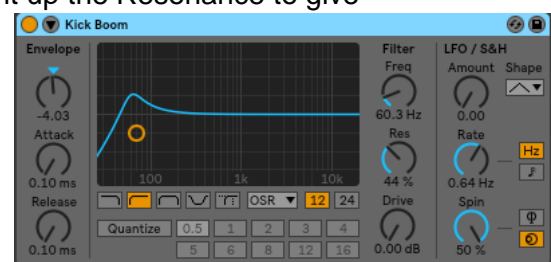 it up the Resonance to give
Kick Boom
Envelope
Filter
LFO / S&H
Freq
Amount Shape
-4.03
60.3 Hz
0.00
Attack
Res
Rate
Hz
0.10 ms
100 1k 10k
44 %
0.64 Hz
OSR 12 24
Release
Drive
Spin
Quantize 0.5 1 2 3 4
5 6 8 12 16
0.10 ms
0.00 dB
50 %